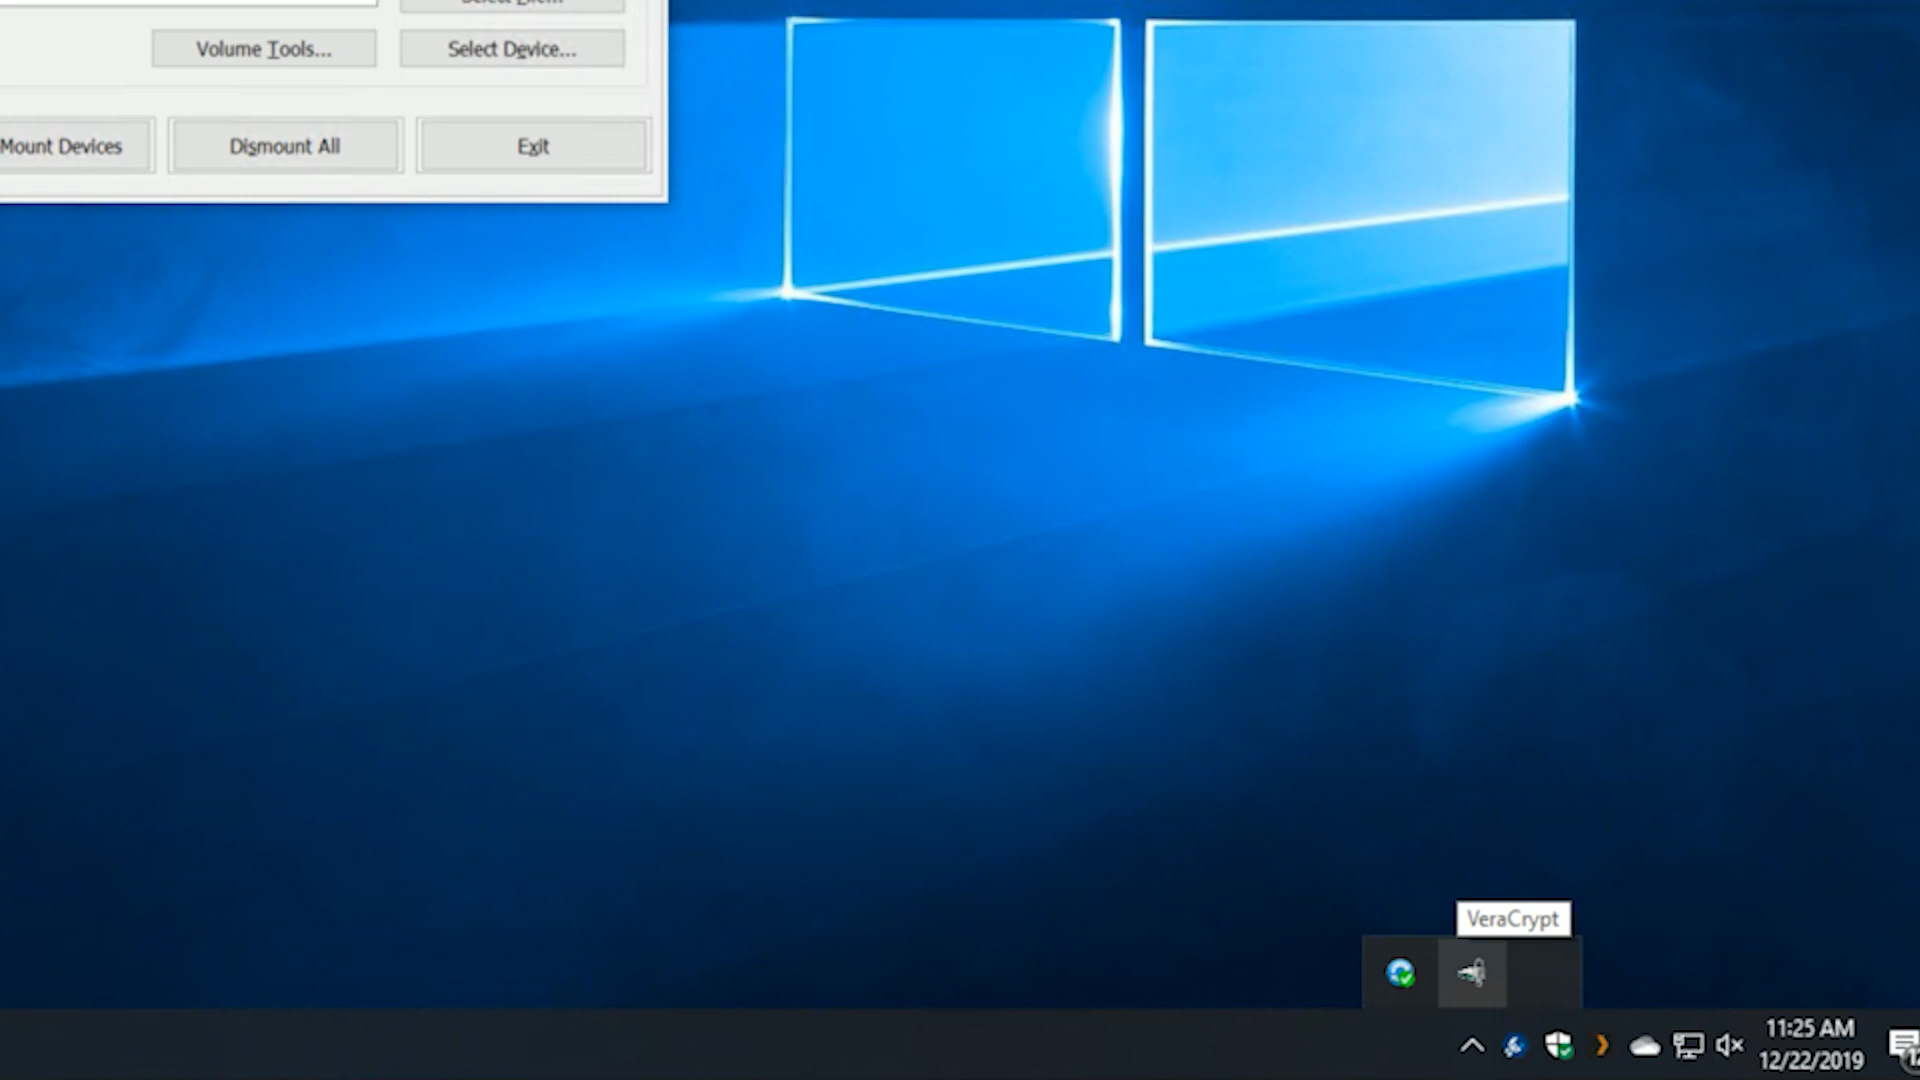 Volume Tools...
Select Device...
Mount Devices
Dismount All
Exit
VeraCrypt
11:25 AM
12/22/2019